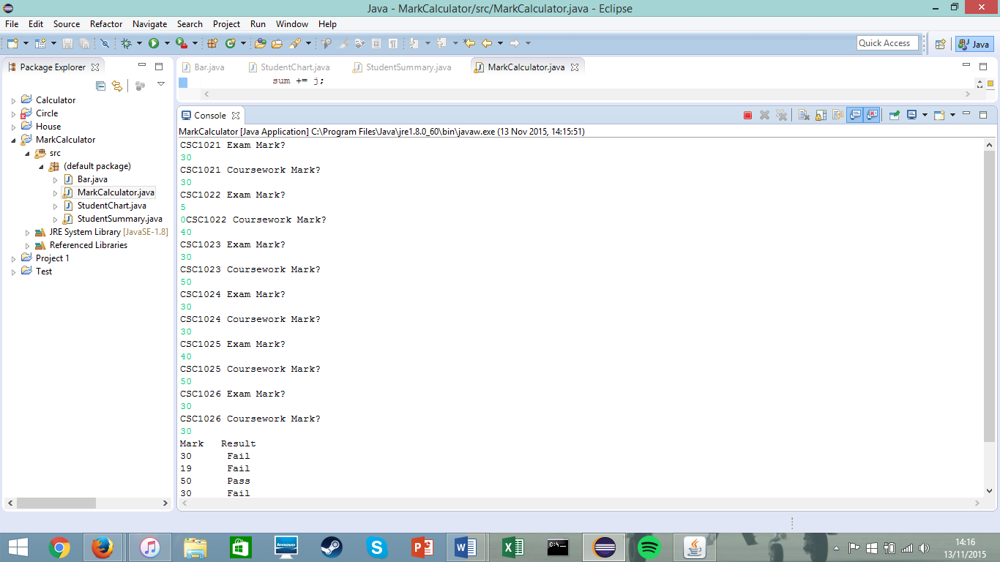 Java - MarkCalculator/src/MarkCalculator.java - Eclipse
File Edit Source Refactor Navigate Search Project Run Window Help
Quick Access Java
Package Explorer
Bar.java StudentChart.java StudentSummary.java MarkCalculator.java
sum += j;
Calculator
Circle
House
MarkCalculator
src
(default package)
Bar.java
MarkCalculator.java
StudentChart.java
StudentSummary.java
JRE System Library [JavaSE-1.8]
Referenced Libraries
Project 1
Test
Console
MarkCalculator [Java Application] C:\Program Files\Java\jre1.8.0_60\bin\javaw.exe (13 Nov 2015, 14:15:51)
CSC1021 Exam Mark?
30
CSC1021 Coursework Mark?
30
CSC1022 Exam Mark?
5
0CSC1022 Coursework Mark?
40
CSC1023 Exam Mark?
30
CSC1023 Coursework Mark?
50
CSC1024 Exam Mark?
30
CSC1024 Coursework Mark?
30
CSC1025 Exam Mark?
40
CSC1025 Coursework Mark?
50
CSC1026 Exam Mark?
30
CSC1026 Coursework Mark?
30
Mark Result
30 Fail
19 Fail
50 Pass
30 Fail
lenovo
C:\
14:16
13/11/2015